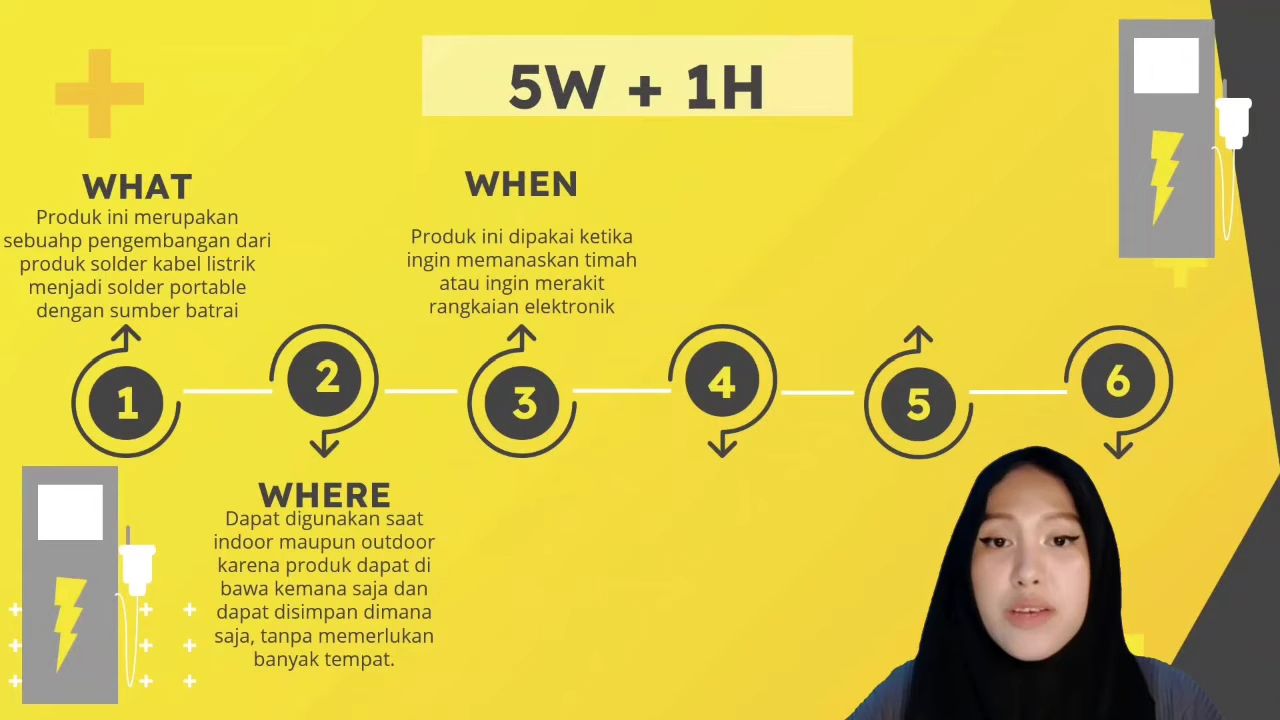 5W + 1H
WHAT
Produk ini merupakan
sebuahp pengembangan dari
produk solder kabel listrik
menjadi solder portable
dengan sumber batrai
WHEN
Produk ini dipakai ketika
ingin memanaskan timah
atau ingin merakit
rangkaian elektronik
1
2
3
4
5
6
WHERE
Dapat digunakan saat
indoor maupun outdoor
karena produk dapat di
bawa kemana saja dan
dapat disimpan dimana
saja, tanpa memerlukan
banyak tempat.